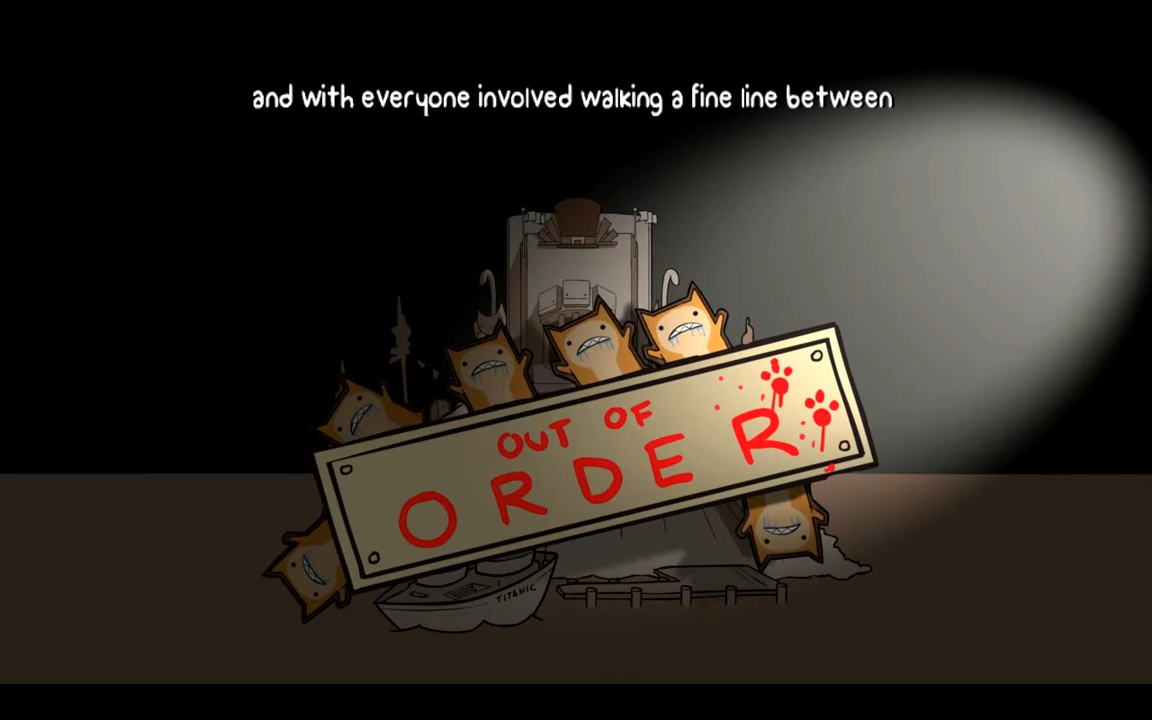 and with everyone involved walking a fine line between
OUT OF
ORDER
TITANIC